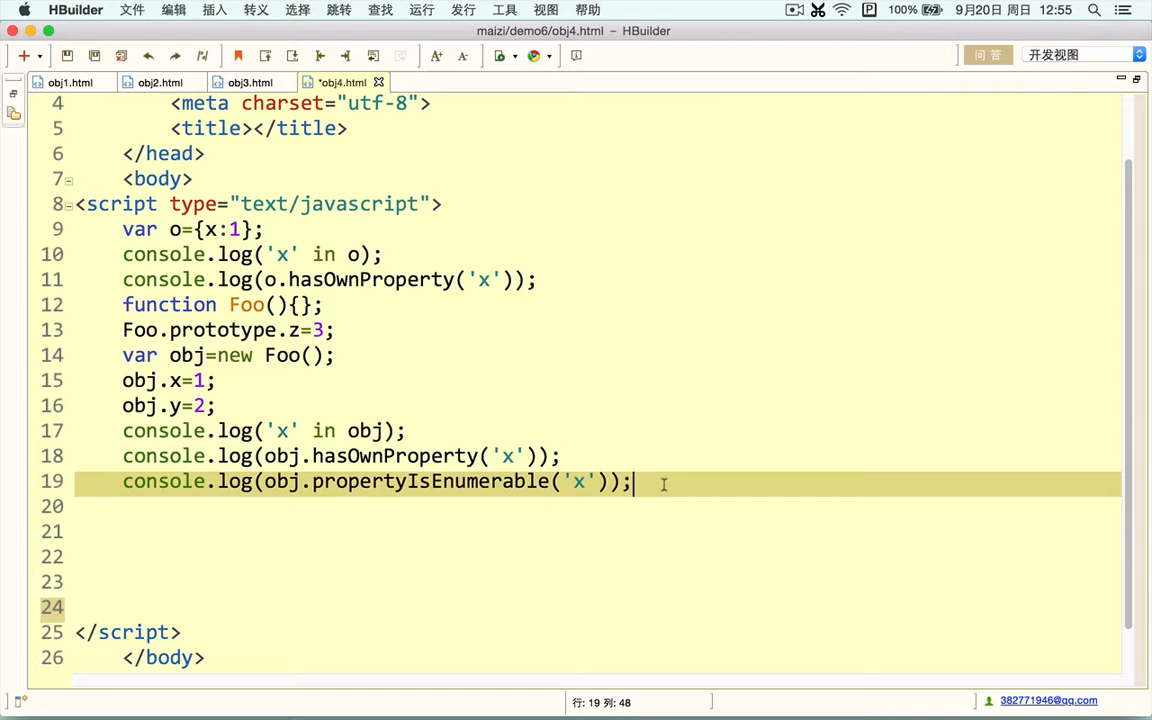 HBuilder 文件 编辑 插入 转义 选择 跳转 查找 运行 发行 工具 视图 帮助 100% 9月20日 周日 12:55
maizi/demo6/obj4.html − HBuilder
问 答 开发视图
obj1.html obj2.html obj3.html *obj4.html
4 <meta charset="utf-8">
5 <title></title>
6 </head>
7 <body>
8 <script type="text/javascript">
9 var o={x:1};
10 console.log('x' in o);
11 console.log(o.hasOwnProperty('x'));
12 function Foo(){};
13 Foo.prototype.z=3;
14 var obj=new Foo();
15 obj.x=1;
16 obj.y=2;
17 console.log('x' in obj);
18 console.log(obj.hasOwnProperty('x'));
19 console.log(obj.propertyIsEnumerable('x'));
20
21
22
23
24
25 </script>
26 </body>
行: 19 列: 48 382771946@qq.com